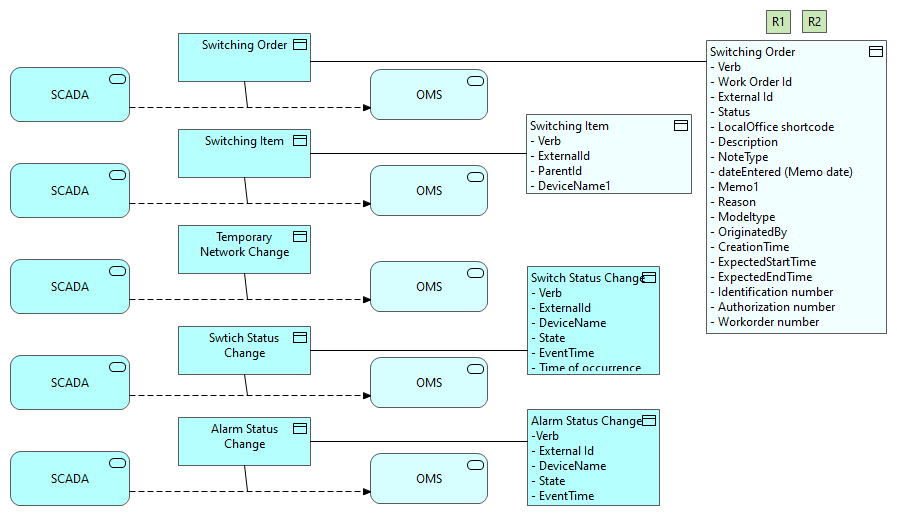 R1
R2
Switching Order
SCADA
OMS
Switching Order
- Verb
- Work Order Id
- External Id
- Status
- LocalOffice shortcode
- Description
- NoteType
- dateEntered (Memo date)
- Memo1
- Reason
- Modeltype
- OriginatedBy
- CreationTime
- ExpectedStartTime
- ExpectedEndTime
- Identification number
- Authorization number
- Workorder number
Switching Item
SCADA
OMS
Switching Item
- Verb
- ExternalId
- ParentId
- DeviceName1
Temporary
Network Change
SCADA
OMS
Swtich Status
Change
SCADA
OMS
Switch Status Change
- Verb
- ExternalId
- DeviceName
- State
- EventTime
- Time of occurrence
Alarm Status
Change
SCADA
OMS
Alarm Status Change
-Verb
- External Id
- DeviceName
- State
- EventTime